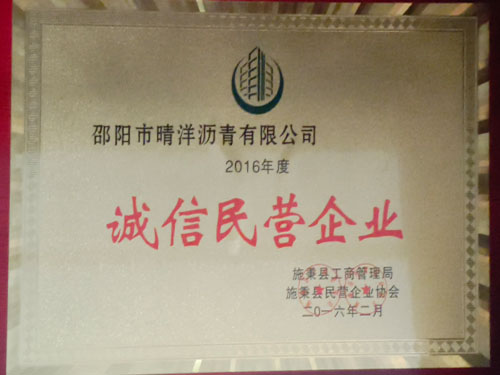 邵阳市晴洋沥青有限公司
2016年度
诚信民营企业
施秉县工商管理局
施秉县民营企业协会
二〇一六年二月